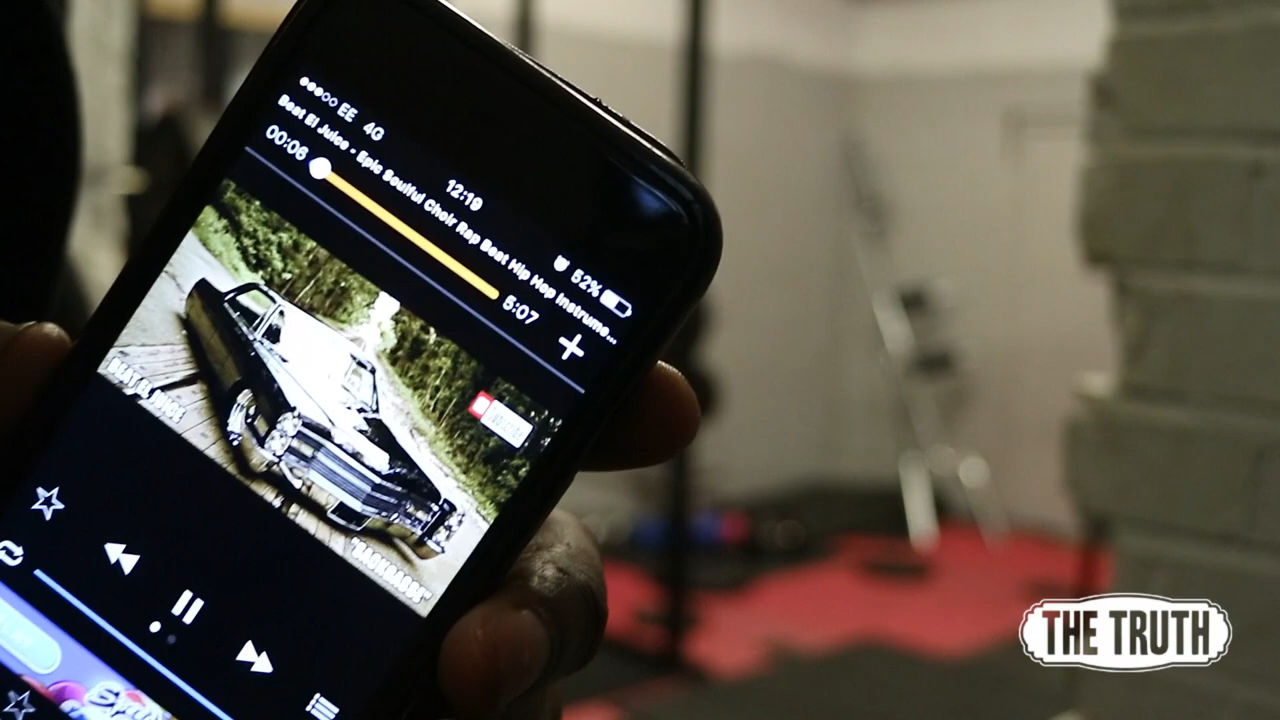 EE 4G
12:19
52%
Beat El Juice - Epic Soulful Choir Rap Beat Hip Hop Instrume...
00:06
5:07
BEAT EL JUICE
THE TRUTH